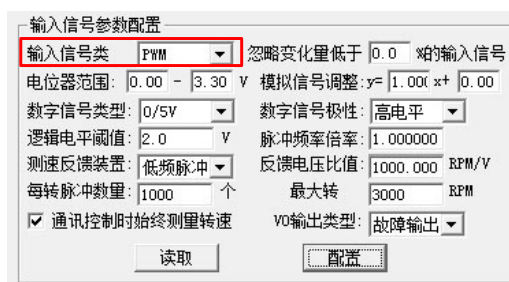 输入信号参数配置
输入信号类 PWM 忽略变化量低于 0.0 %的输入信号
电位器范围: 0.00 - 3.30 V 模拟信号调整:y= 1.00( x+ 0.00
数字信号类型: 0/5V 数字信号极性: 高电平
逻辑电平阈值: 2.0 V 脉冲频率倍率: 1.000000
测速反馈装置: 低频脉冲 反馈电压比值: 1000.000 RPM/V
每转脉冲数量: 1000 个 最大转 3000 RPM
通讯控制时始终测量转速 VO输出类型: 故障输出
读取 配置